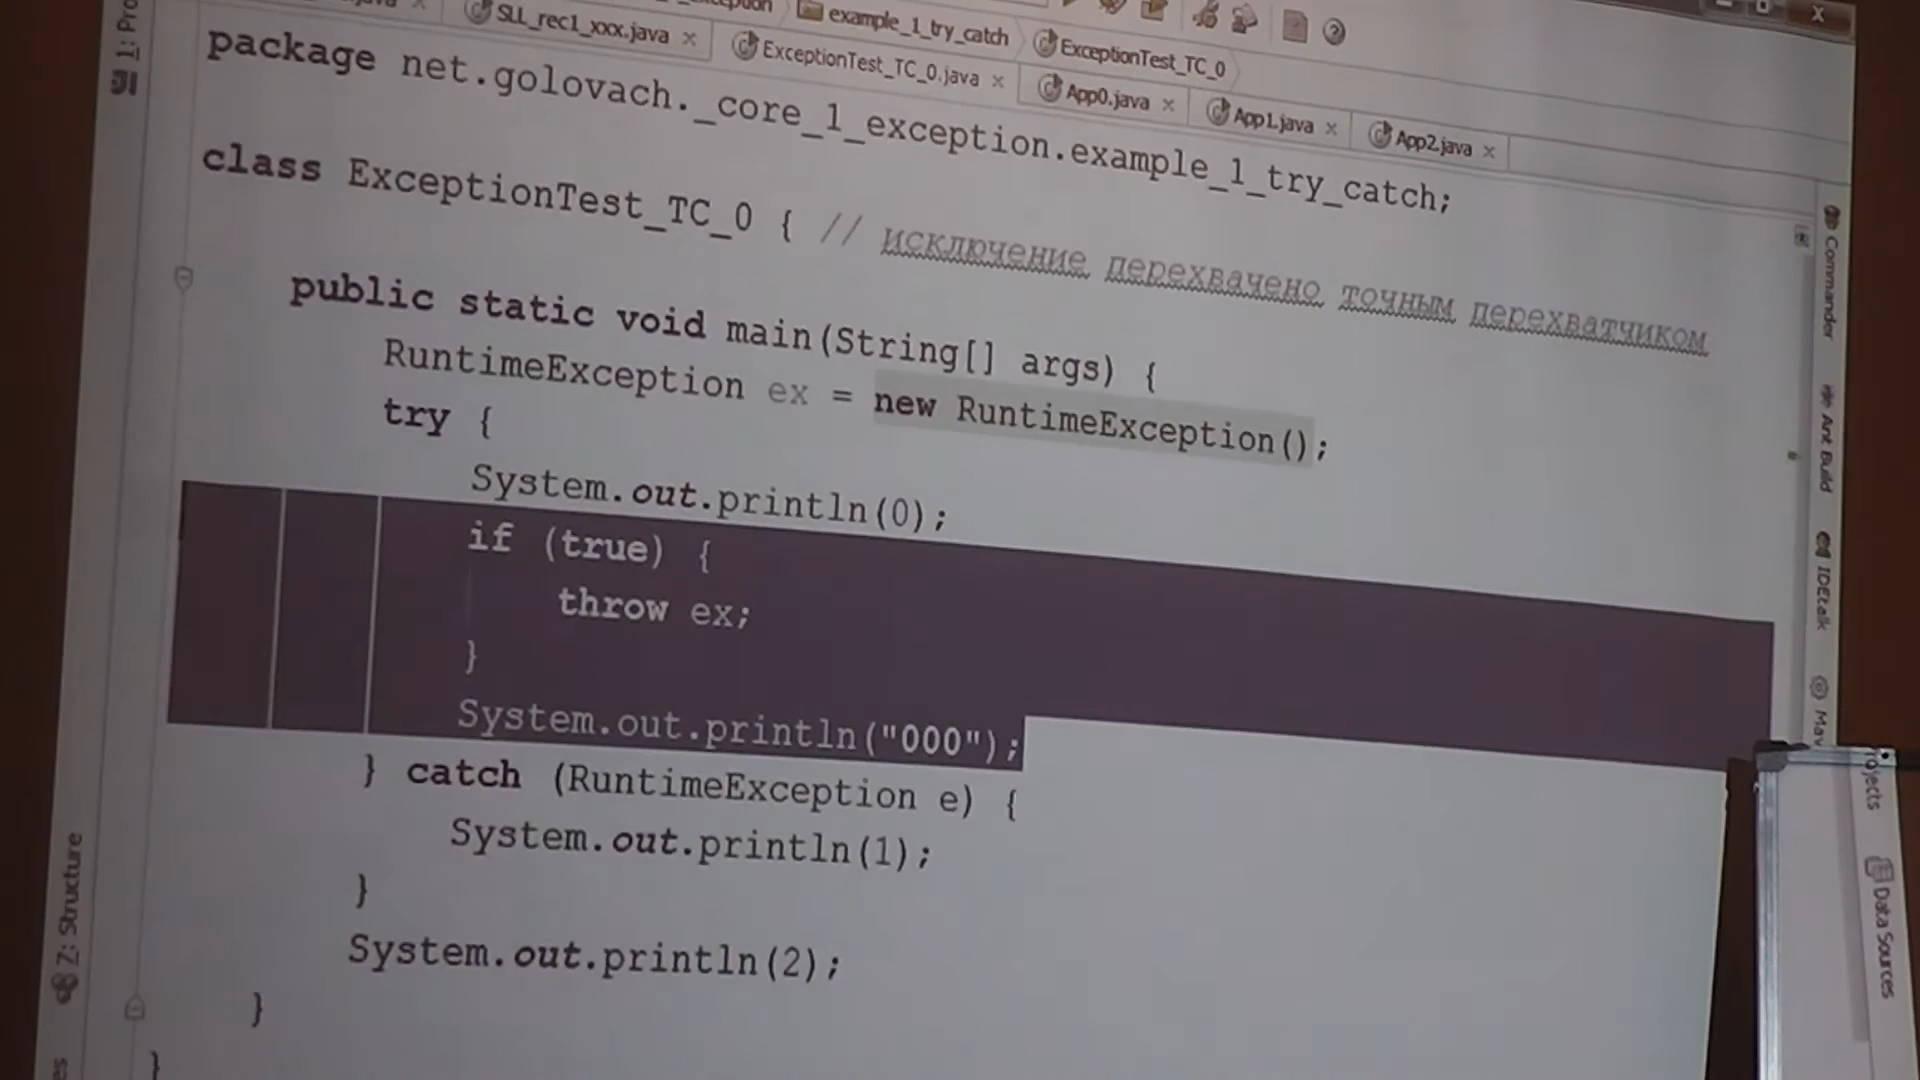 example_1_try_catch
ExceptionTest_TC_0
SLL_rec1_xxx.java
ExceptionTest_TC_0.java
App0.java
App1.java
App2.java
package net.golovach._core_1_exception.example_1_try_catch;
class ExceptionTest_TC_0 { // исключение перехвачено точным перехватчиком
public static void main(String[] args) {
RuntimeException ex = new RuntimeException();
try {
System.out.println(0);
if (true) {
throw ex;
}
System.out.println("000");
} catch (RuntimeException e) {
System.out.println(1);
}
System.out.println(2);
}
}
Z: Structure
Commander
Ant Build
IDEtalk
Data Sources